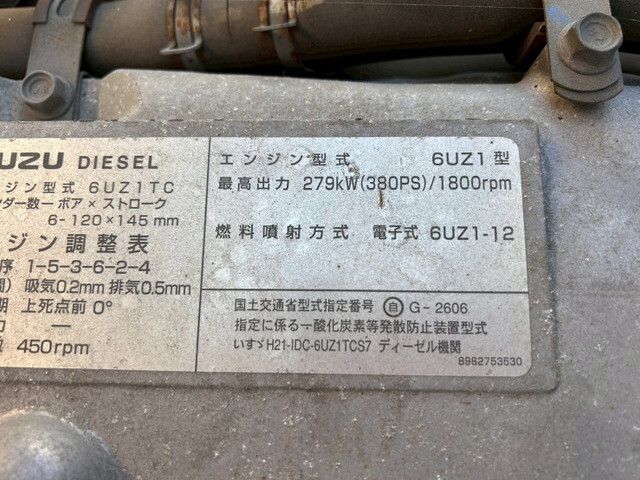 UZU DIESEL
ジン型式 6UZ1TC
ンダー数ーボア×ストローク
6-120×145mm
ジン調整表
序 1-5-3-6-2-4
間) 吸気0.2mm 排気0.5mm
期 上死点前 0°
力 —
450rpm
エンジン型式 6UZ1型
最高出力 279kW(380PS)/1800rpm
燃料噴射方式 電子式 6UZ1-12
国土交通省型式指定番号 自 G-2606
指定に係る一酸化炭素等発散防止装置型式
いすゞH21-IDC-6UZ1TCS7 ディーゼル機関
8982753530